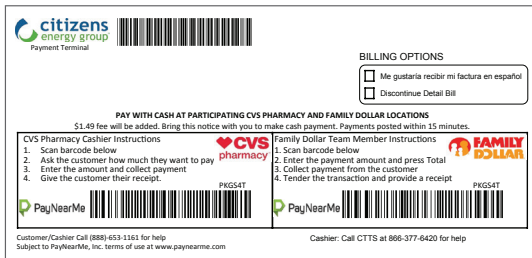 citizens
energy group
Payment Terminal
BILLING OPTIONS
Me gustaría recibir mi factura en español
Discontinue Detail Bill
PAY WITH CASH AT PARTICIPATING CVS PHARMACY AND FAMILY DOLLAR LOCATIONS
$1.49 fee will be added. Bring this notice with you to make cash payment. Payments posted within 15 minutes.
CVS Pharmacy Cashier Instructions
1. Scan barcode below
2. Ask the customer how much they want to pay
3. Enter the amount and collect payment
4. Give the customer their receipt.
CVS
pharmacy
PKGS4T
PayNearMe
Family Dollar Team Member Instructions
1. Scan barcode below
2. Enter the payment amount and press Total
3. Collect payment from the customer
4. Tender the transaction and provide a receipt
FAMILY
DOLLAR
PKGS4T
PayNearMe
Customer/Cashier Call (888)-653-1161 for help
Subject to PayNearMe, Inc. terms of use at www.paynearme.com
Cashier: Call CTTS at 866-377-6420 for help